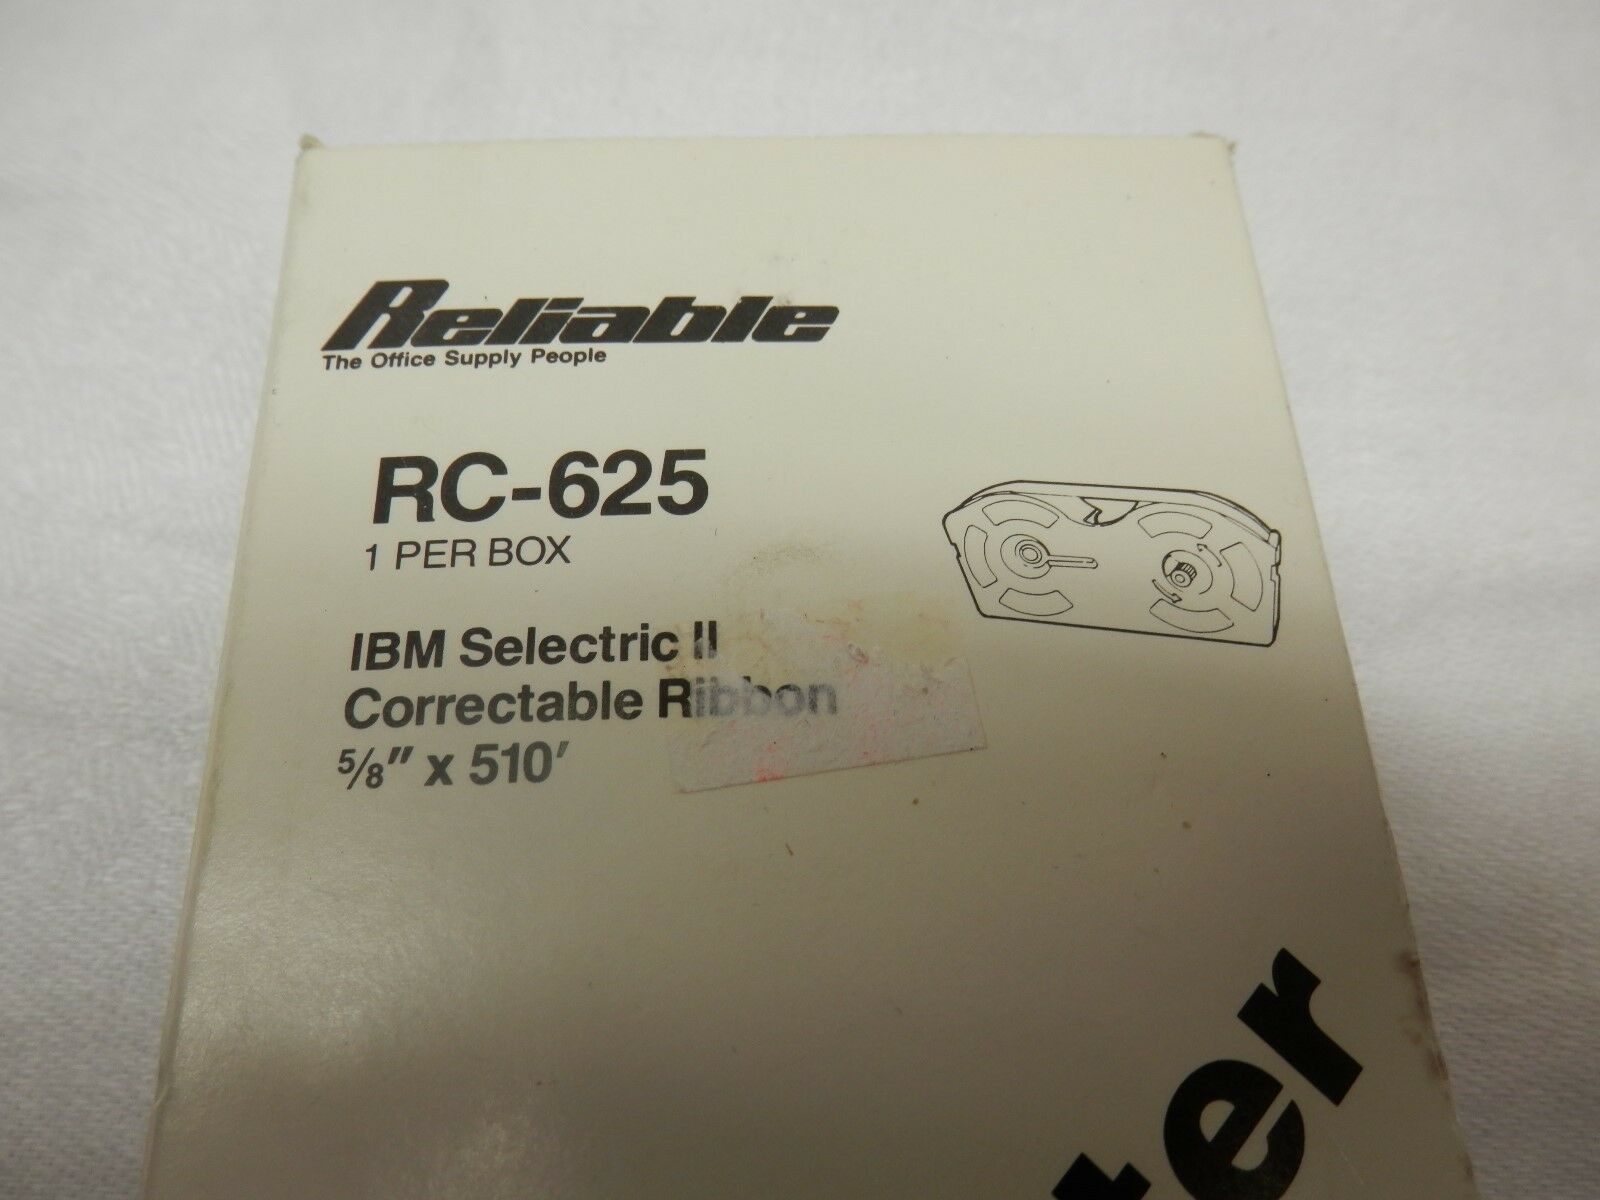 Reliable
The Office Supply People
RC-625
1 PER BOX
IBM Selectric II
Correctable Ribbon
5/8" x 510'